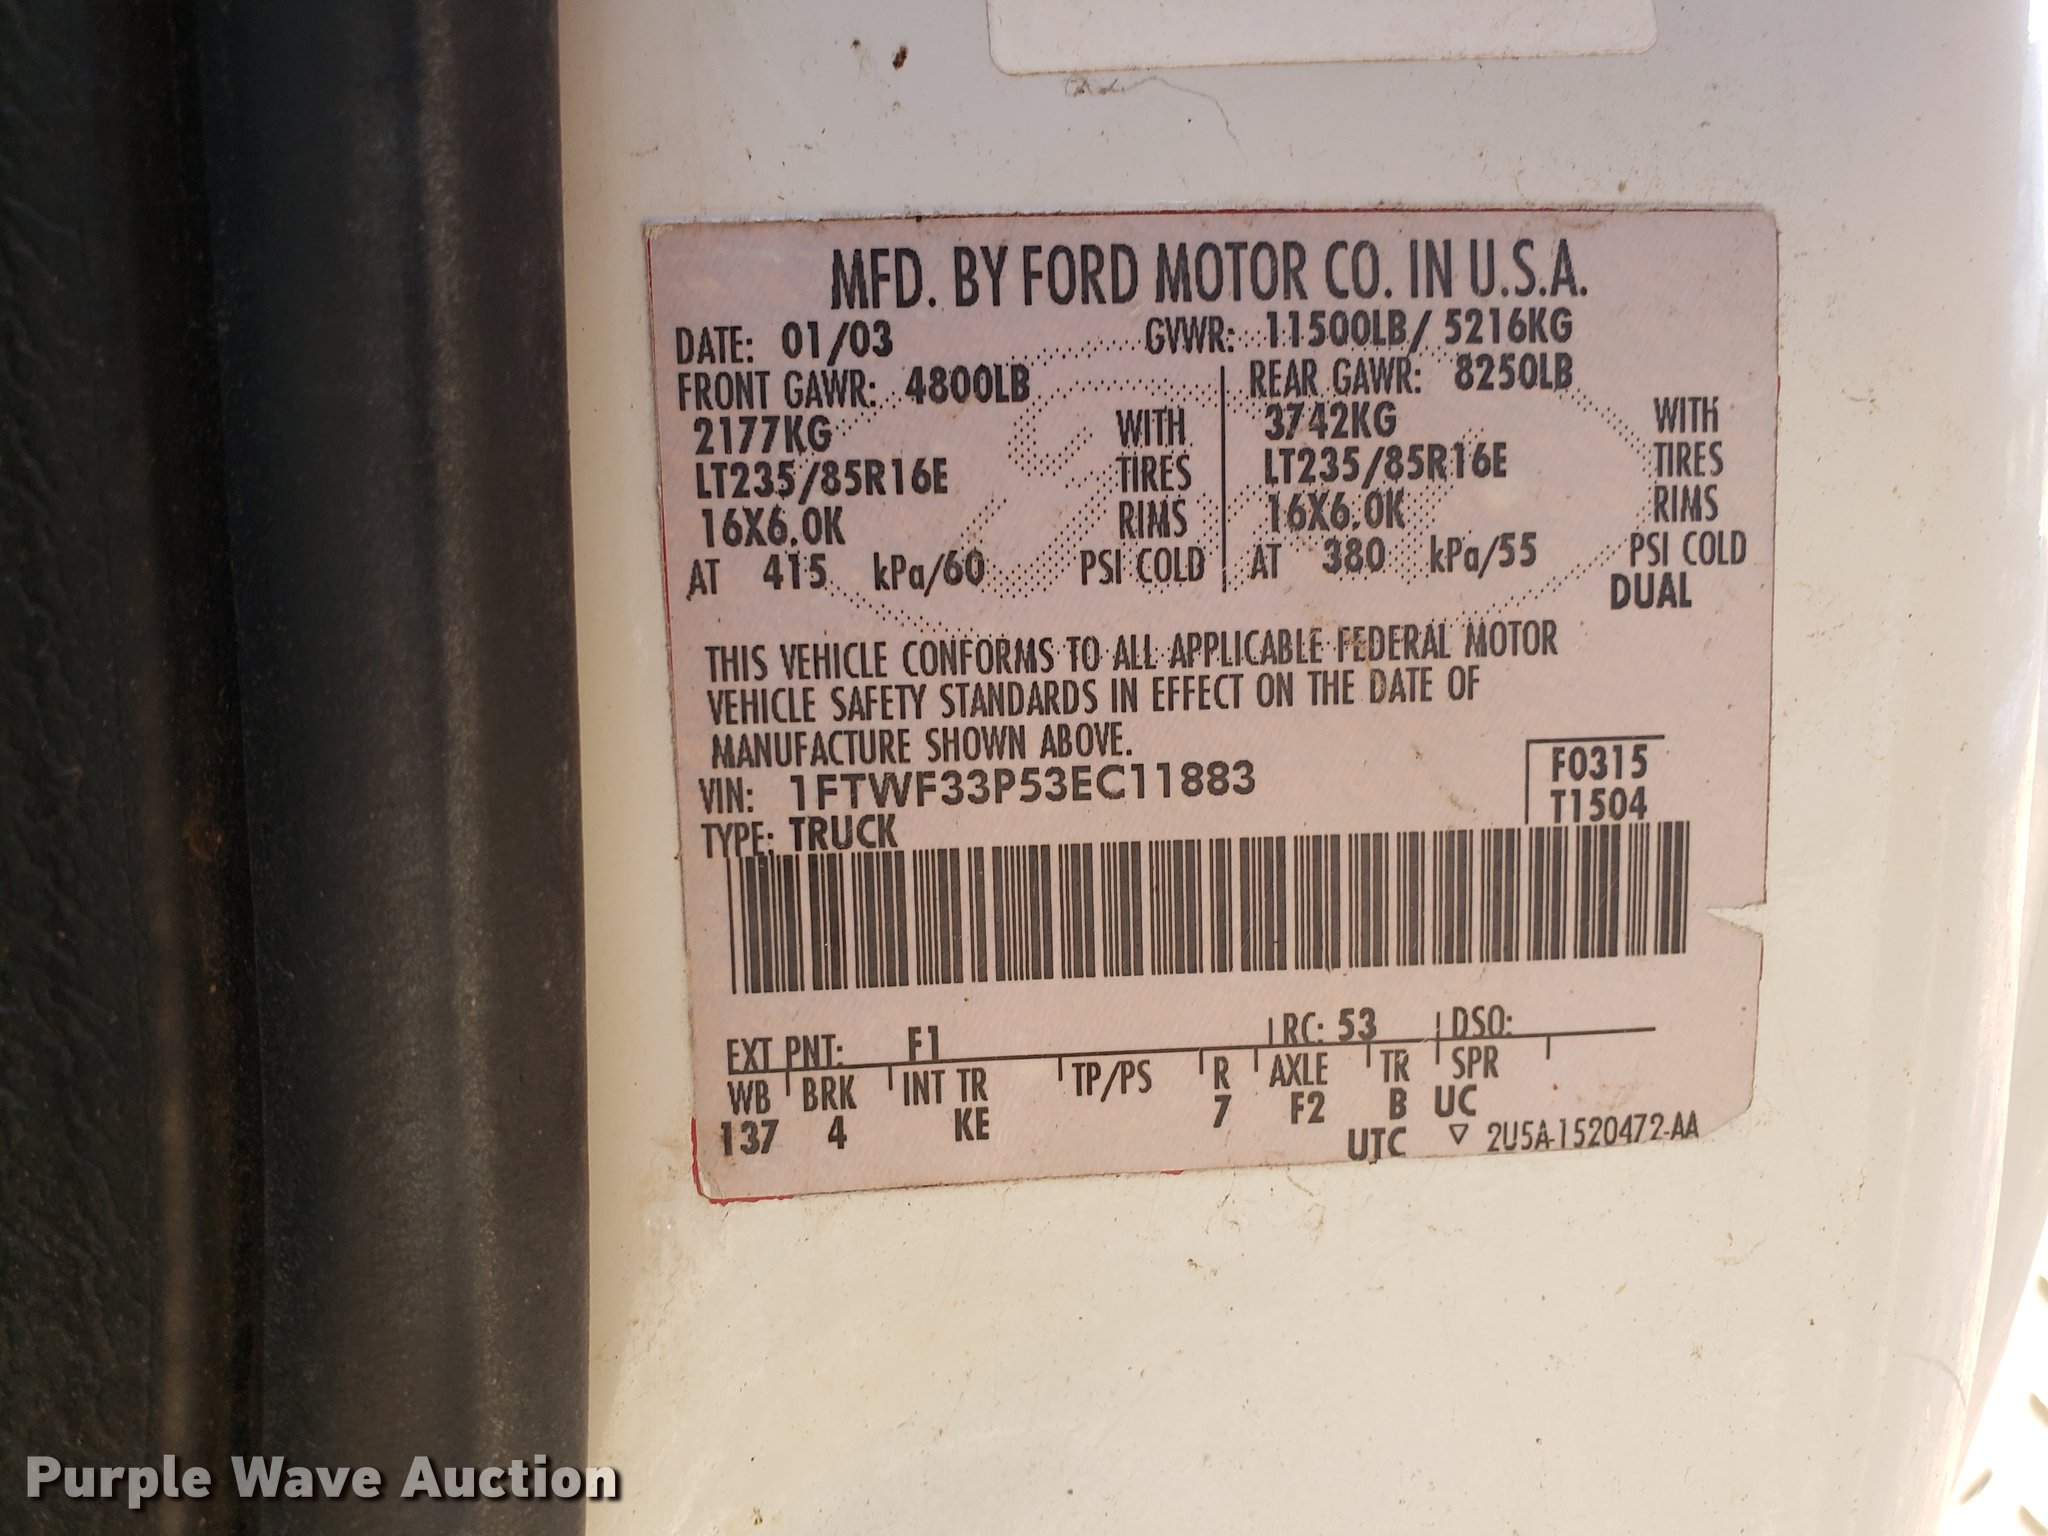 MFD. BY FORD MOTOR CO. IN U.S.A.
DATE: 01/03 GVWR: 11500LB/ 5216KG
FRONT GAWR: 4800LB REAR GAWR: 8250LB
2177KG WITH 3742KG WITH
LT235/85R16E TIRES LT235/85R16E TIRES
16X6.0K RIMS 16X6.0K RIMS
AT 415 kPa/60 PSI COLD AT 380 kPa/55 PSI COLD
DUAL
THIS VEHICLE CONFORMS TO ALL APPLICABLE FEDERAL MOTOR
VEHICLE SAFETY STANDARDS IN EFFECT ON THE DATE OF
MANUFACTURE SHOWN ABOVE.
VIN: 1FTWF33P53EC11883 F0315
TYPE: TRUCK T1504
EXT PNT: F1 RC: 53 DSO:
WB BRK INT TR TP/PS R AXLE TR SPR
137 4 KE 7 F2 B UC
UTC ▽ 2U5A-1520472-AA
Purple Wave Auction